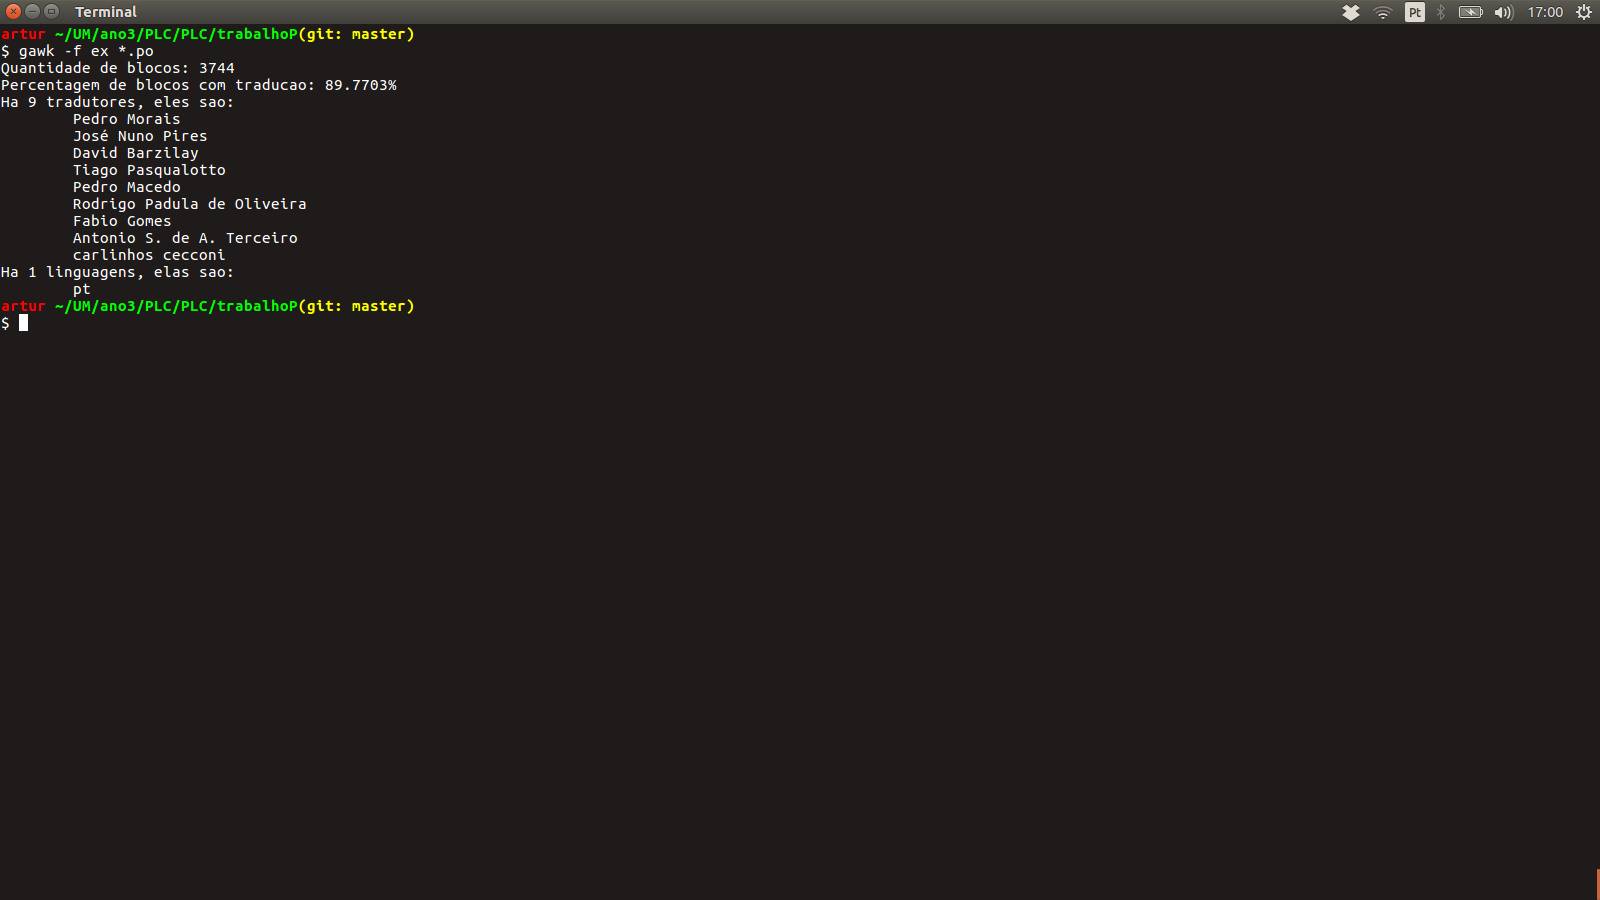 Terminal
Pt
17:00
artur ~/UM/ano3/PLC/PLC/trabalhoP(git: master)
$ gawk -f ex *.po
Quantidade de blocos: 3744
Percentagem de blocos com traducao: 89.7703%
Ha 9 tradutores, eles sao:
Pedro Morais
José Nuno Pires
David Barzilay
Tiago Pasqualotto
Pedro Macedo
Rodrigo Padula de Oliveira
Fabio Gomes
Antonio S. de A. Terceiro
carlinhos cecconi
Ha 1 linguagens, elas sao:
pt
artur ~/UM/ano3/PLC/PLC/trabalhoP(git: master)
$